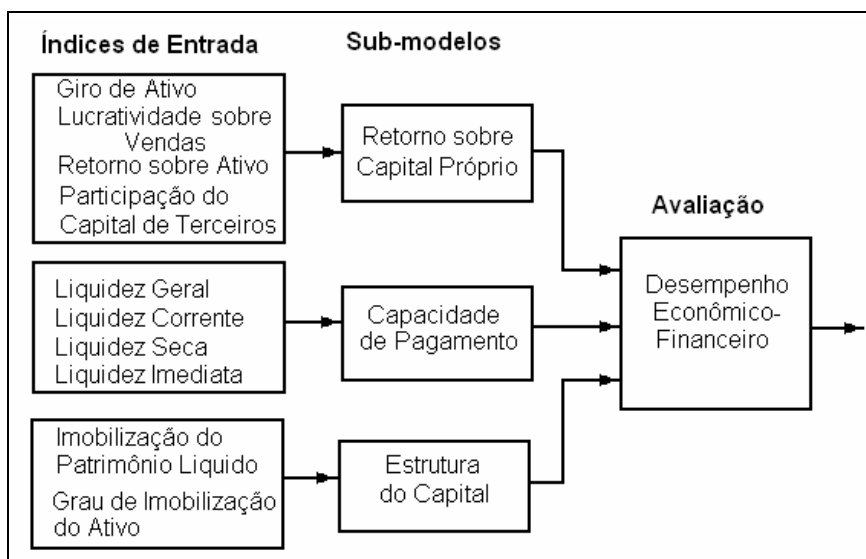 Índices de Entrada
Sub-modelos
Giro de Ativo
Lucratividade sobre
Vendas
Retorno sobre Ativo
Participação do
Capital de Terceiros
Retorno sobre
Capital Próprio
Avaliação
Liquidez Geral
Liquidez Corrente
Liquidez Seca
Liquidez Imediata
Capacidade
de Pagamento
Desempenho
Econômico-
Financeiro
Imobilização do
Patrimônio Liquido
Grau de Imobilização
do Ativo
Estrutura
do Capital